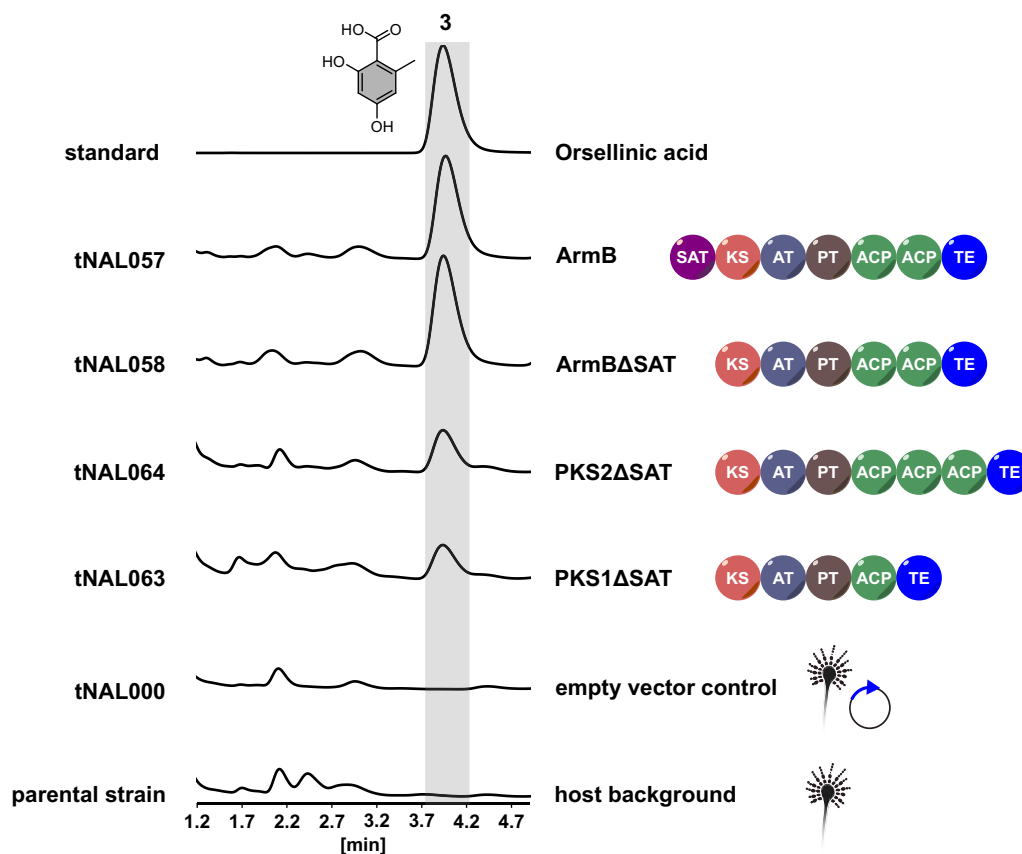 3
HO O
HO
OH
standard Orsellinic acid
tNAL057 ArmB SAT KS AT PT ACP ACP TE
tNAL058 ArmBΔSAT KS AT PT ACP ACP TE
tNAL064 PKS2ΔSAT KS AT PT ACP ACP ACP TE
tNAL063 PKS1ΔSAT KS AT PT ACP TE
tNAL000 empty vector control
parental strain host background
1.2 1.7 2.2 2.7 3.2 3.7 4.2 4.7
[min]